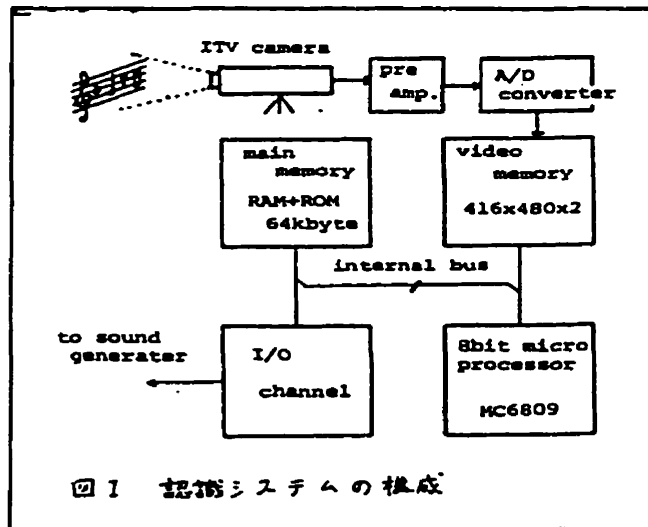 ITV camera
pre
amp.
A/D
converter
main
memory
RAM+ROM
64kbyte
video
memory
416x480x2
internal bus
to sound
generater
I/O
channel
8bit micro
processor
MC6809
図1 認識システムの構成